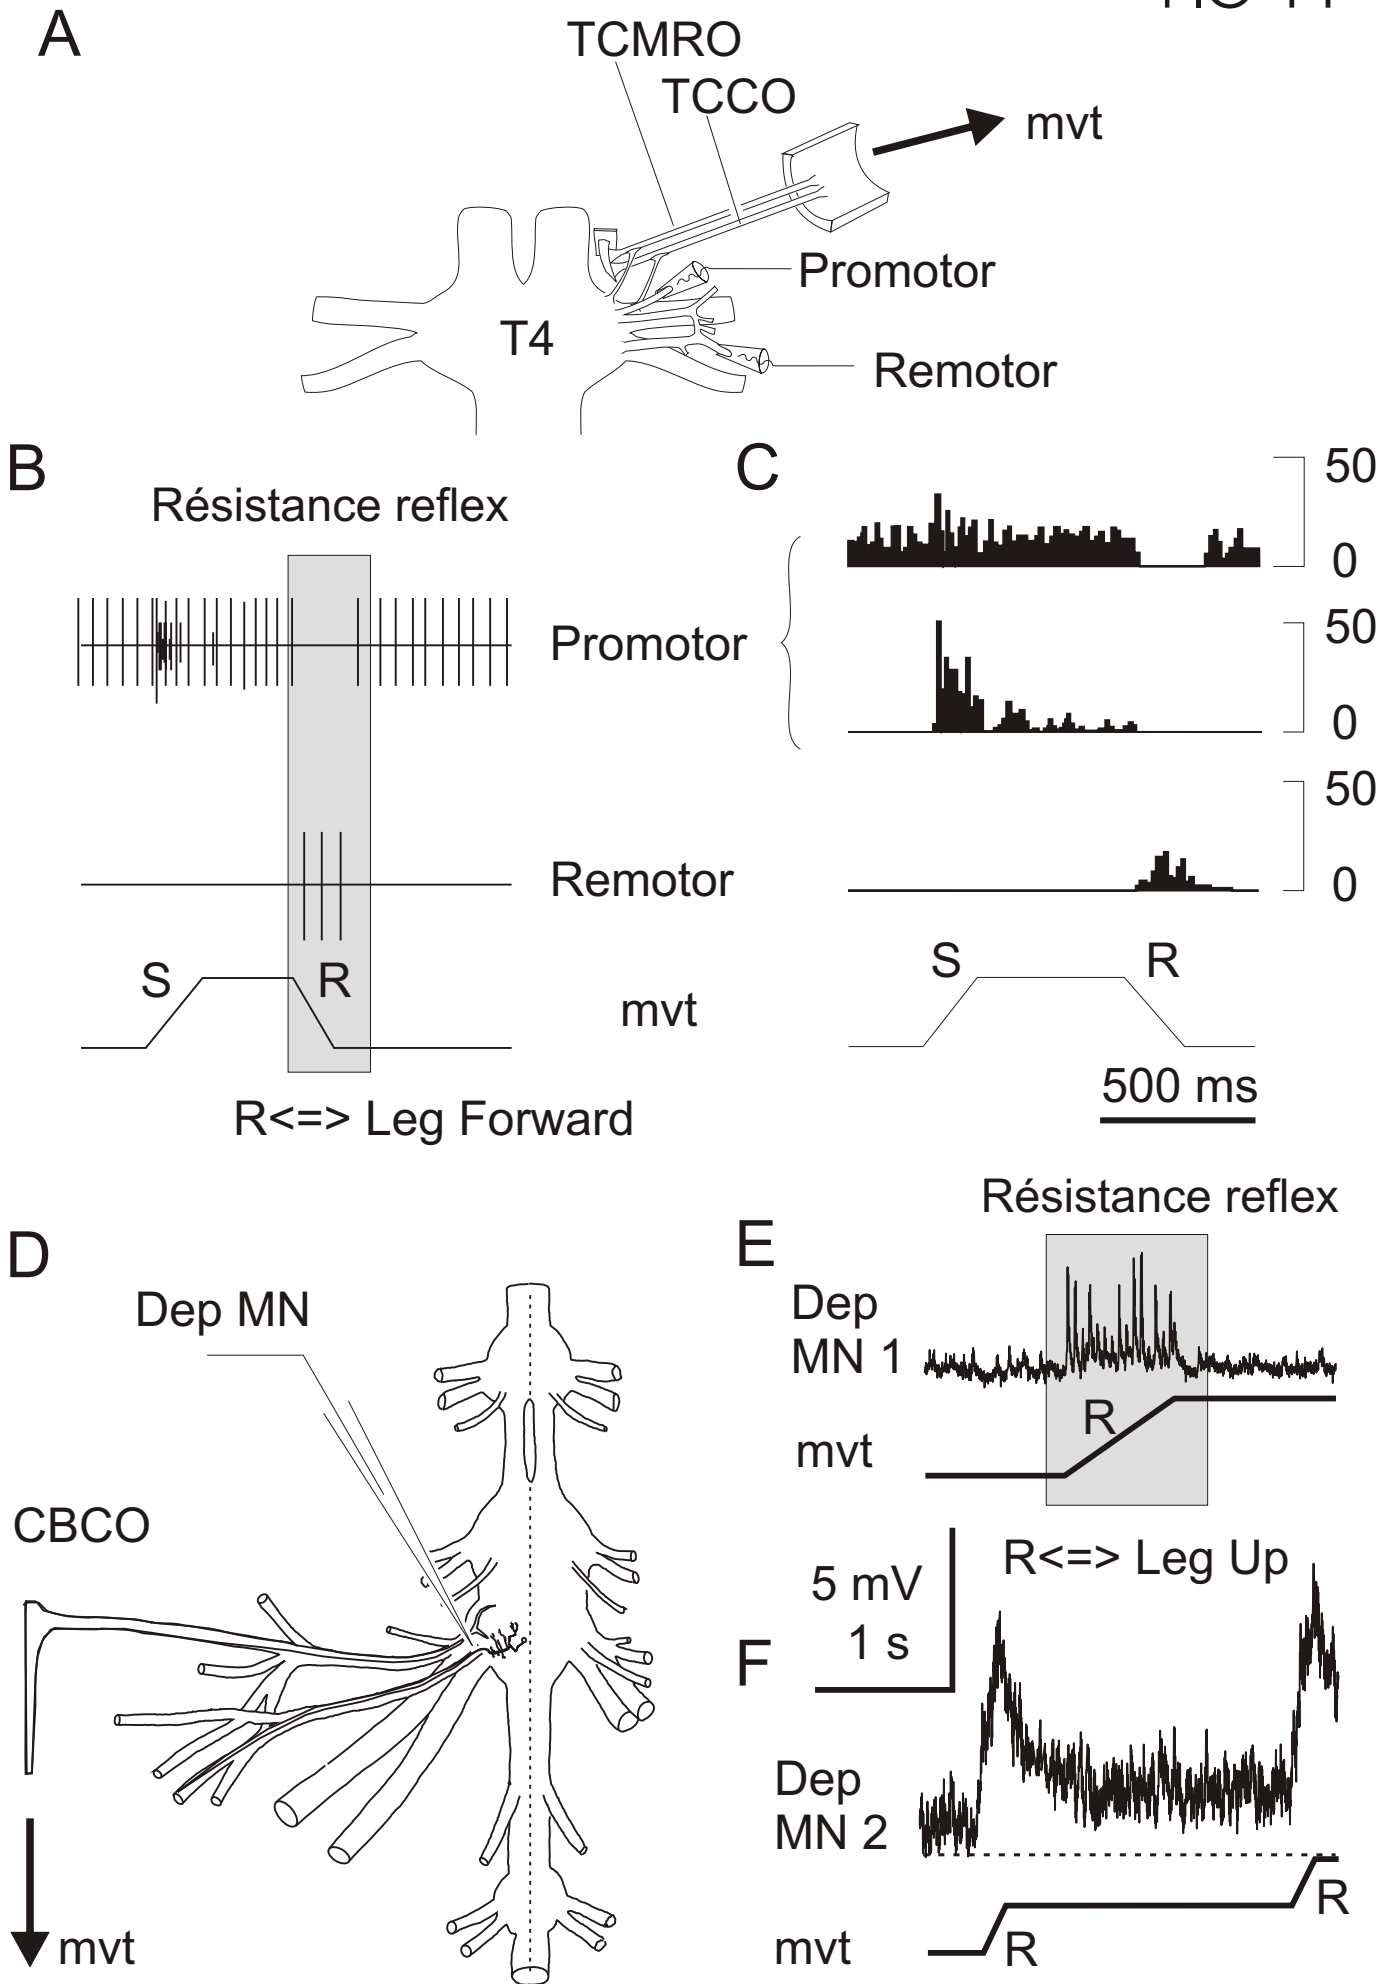 A
TCMRO
TCCO
mvt
Promotor
T4
Remotor
B
Résistance reflex
C
50
0
Promotor
50
0
50
Remotor
0
S
R
mvt
S
R
500 ms
R<=> Leg Forward
Résistance reflex
D
E
Dep MN
Dep
MN 1
R
mvt
CBCO
R<=> Leg Up
5 mV
1 s
F
Dep
MN 2
R
mvt
R
mvt